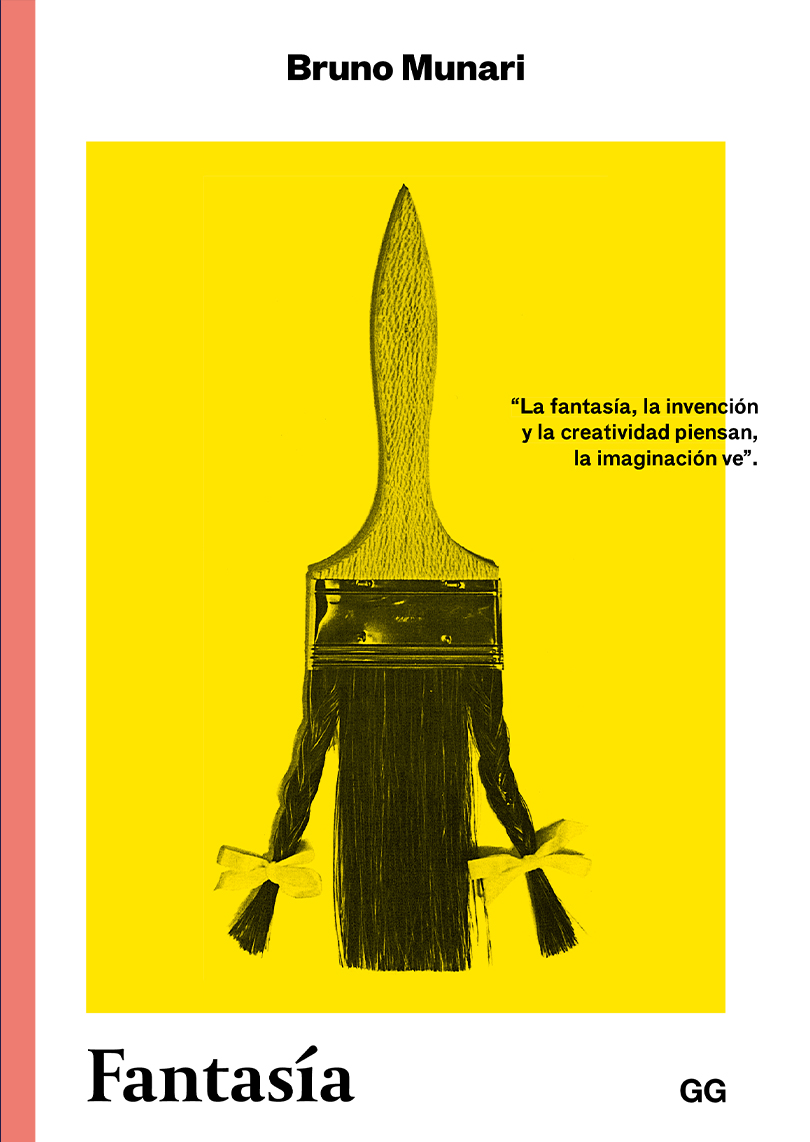 Bruno Munari
“La fantasía, la invención
y la creatividad piensan,
la imaginación ve”.
Fantasía
GG